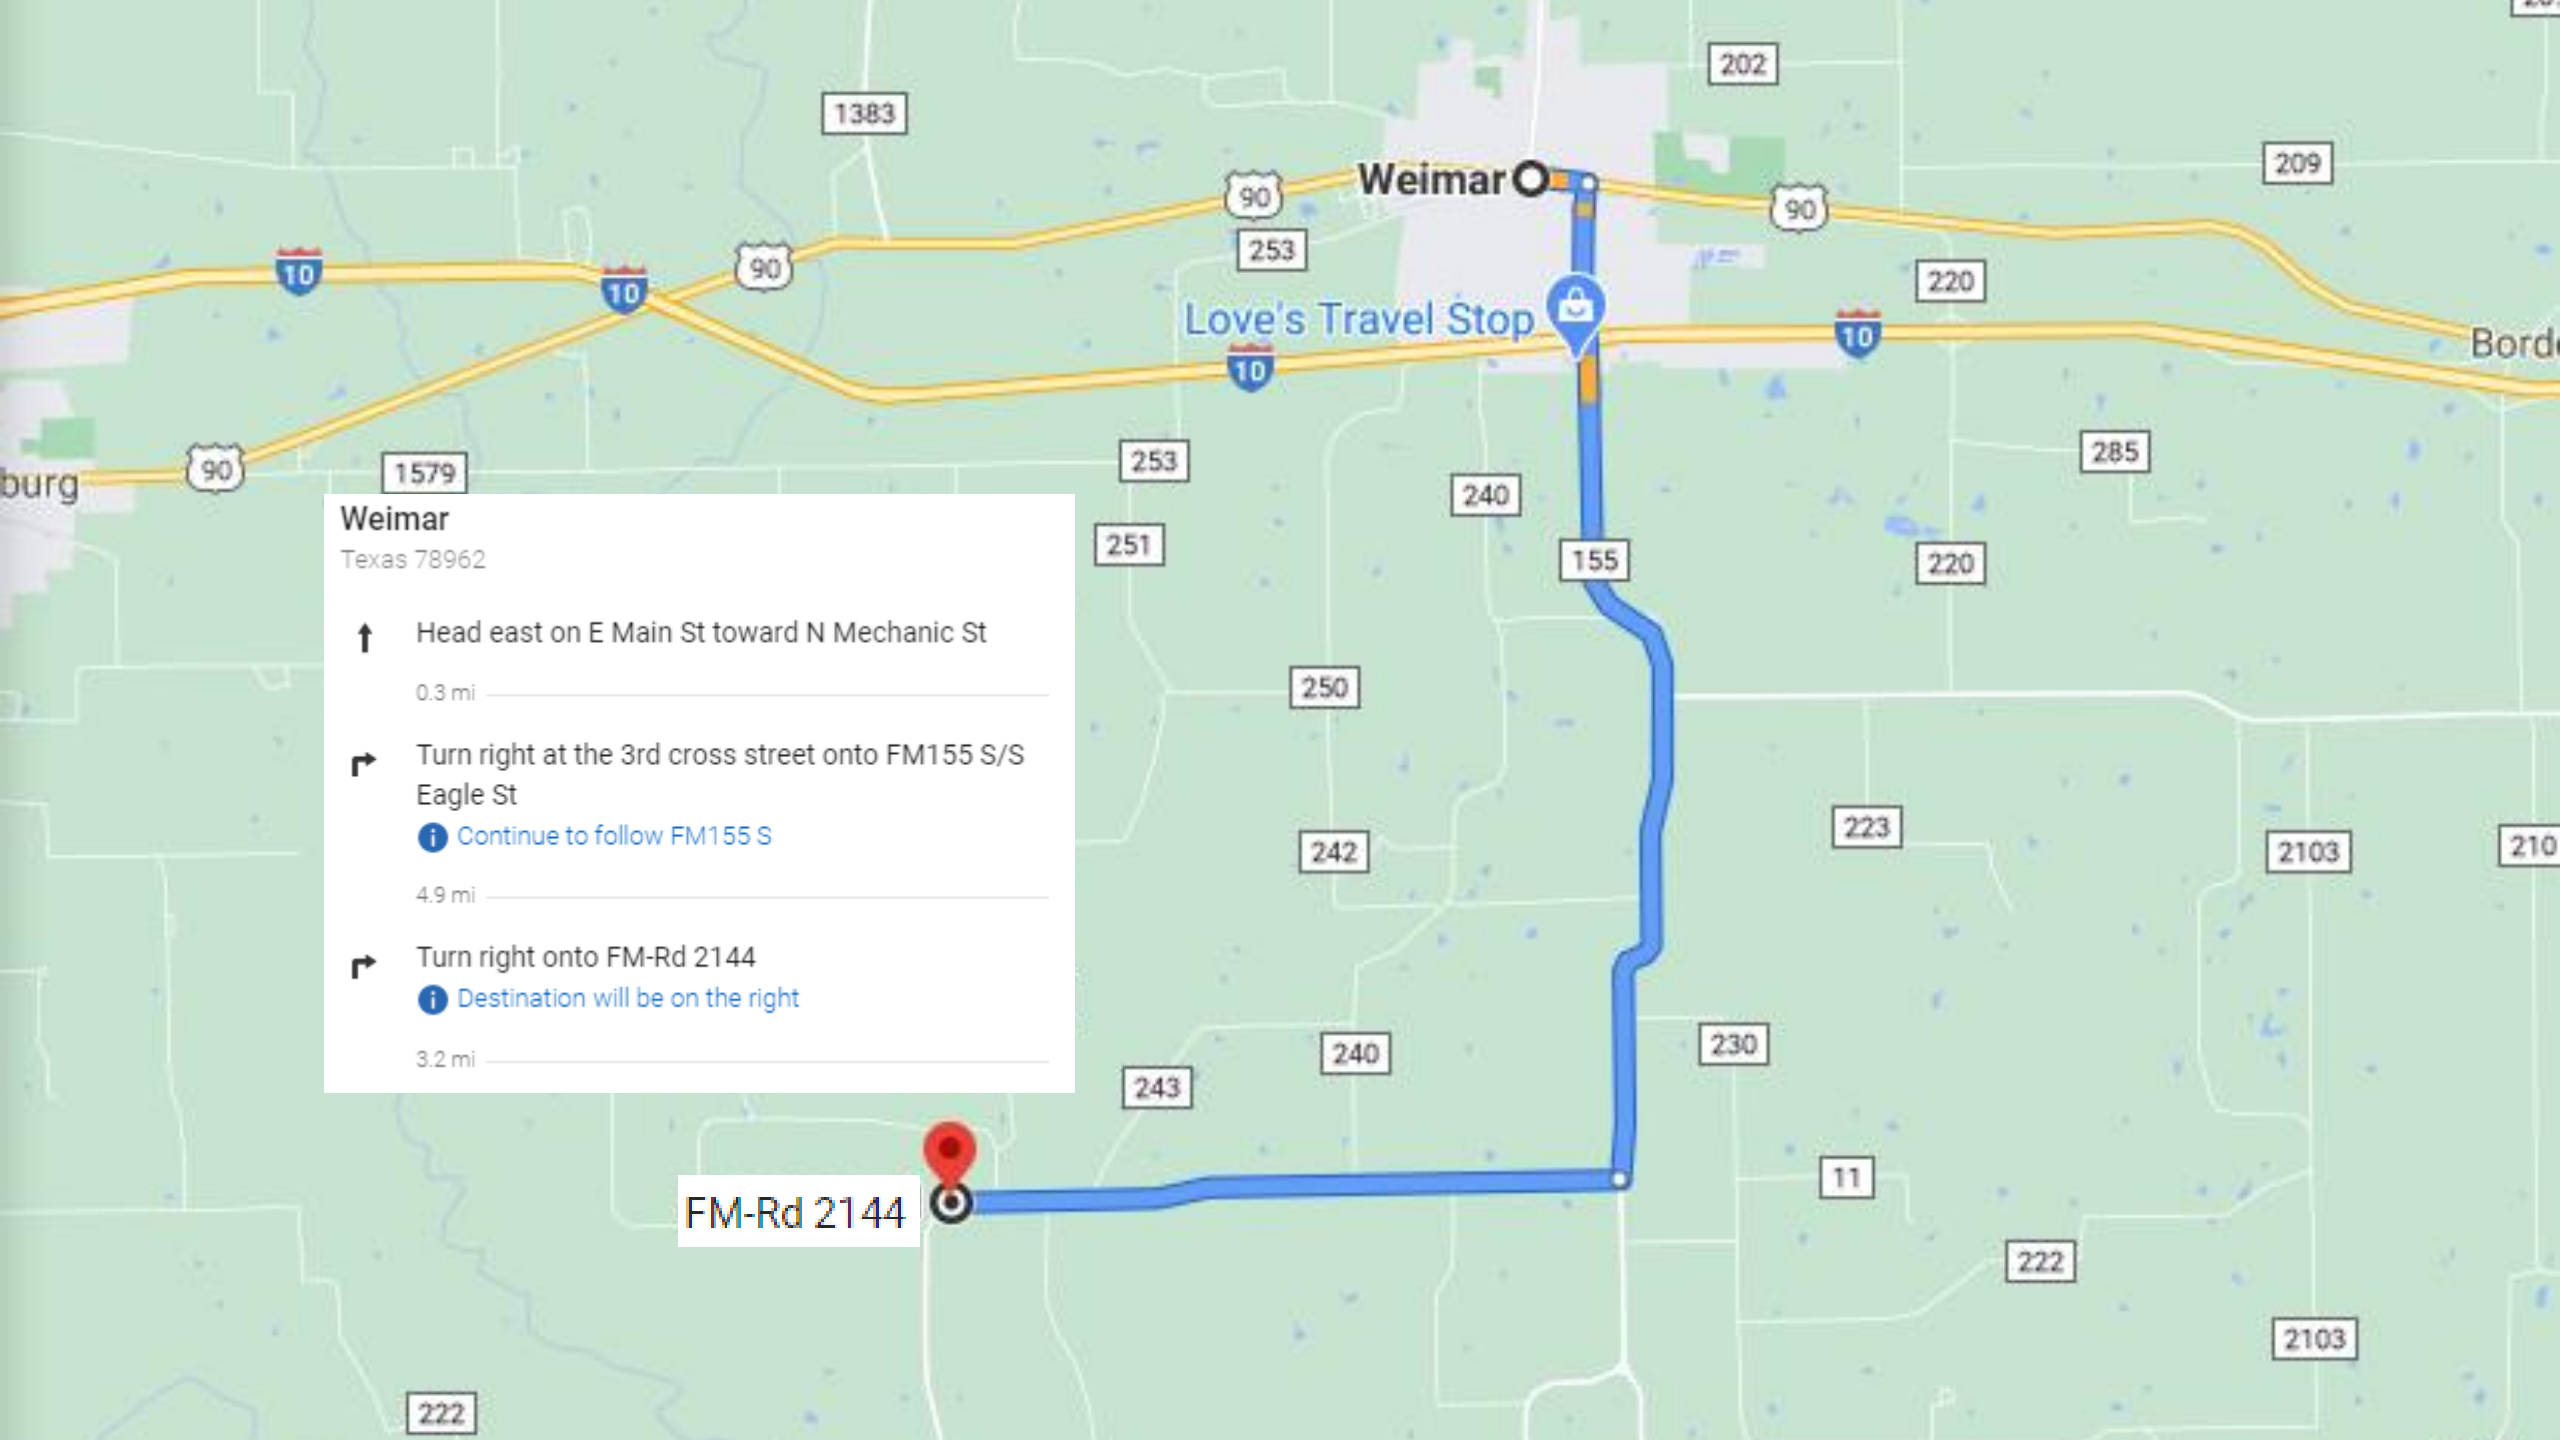 202
1383
209
Weimar
90
90
253
220
10
10
90
Love's Travel Stop
10
10
90
burg
1579
253
240
285
251
155
220
Weimar
Texas 78962
Head east on E Main St toward N Mechanic St
0.3 mi
Turn right at the 3rd cross street onto FM155 S/S
Eagle St
Continue to follow FM155 S
4.9 mi
Turn right onto FM-Rd 2144
Destination will be on the right
3.2 mi
250
242
223
2103
210
240
230
243
11
FM-Rd 2144
222
2103
222